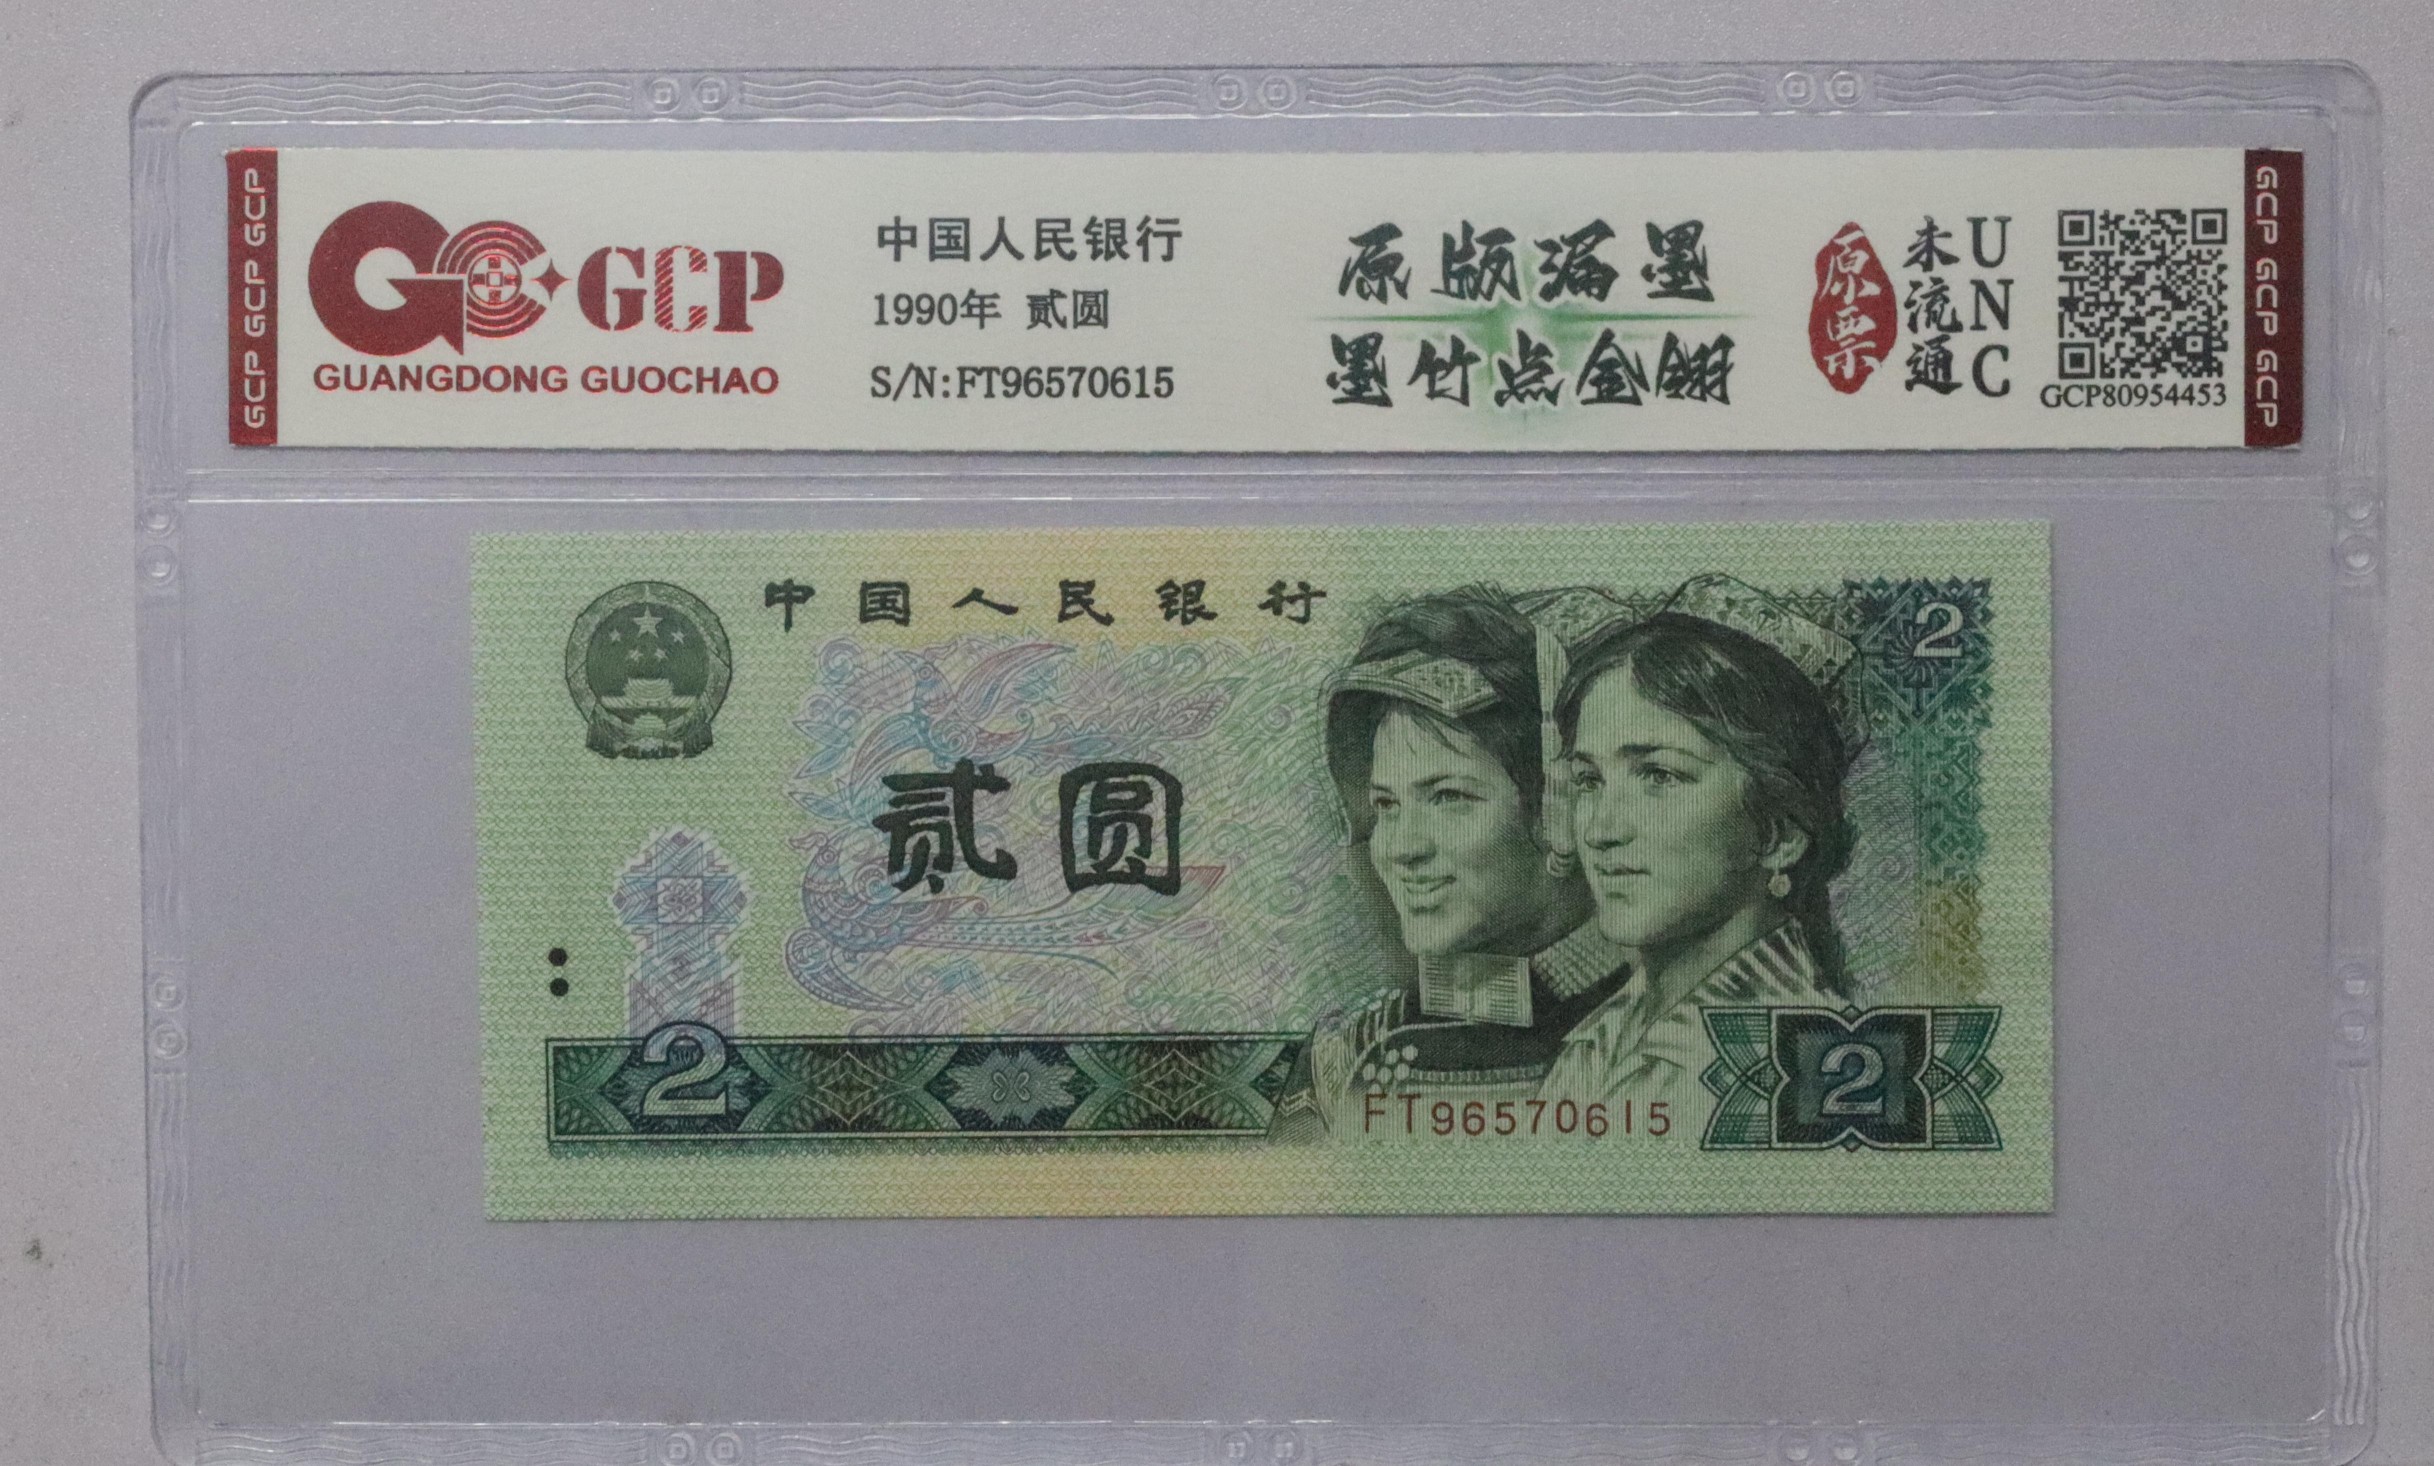 GCP GCP GCP
GCP
GUANGDONG GUOCHAO
中国人民银行
1990年 贰圆
S/N:FT96570615
原版漏墨
墨竹点金翎
原票
未流通
UNC
GCP80954453
GCP GCP GCP
中国人民银行
2
贰圆
2
FT96570615
2